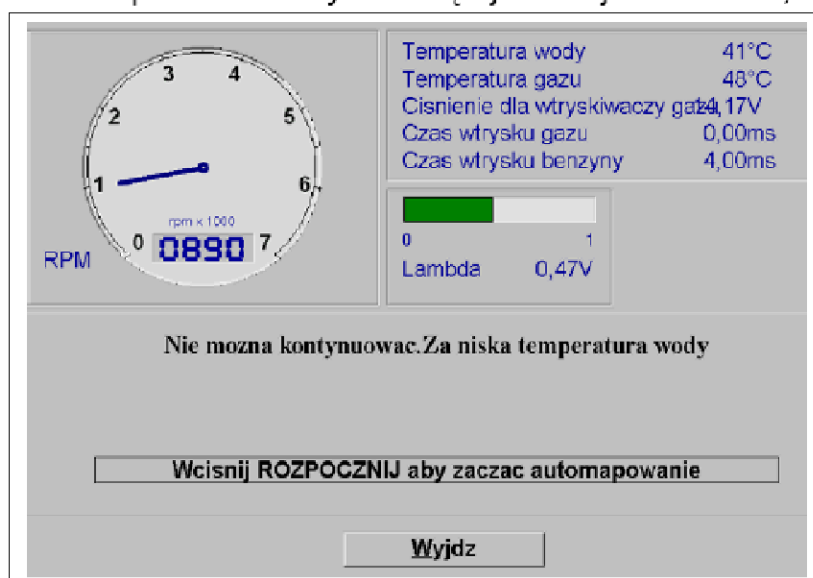 3 4
2 5
1 6
rpm x 1000
0 0890 7
RPM
Temperatura wody 41°C
Temperatura gazu 48°C
Cisnienie dla wtryskiwaczy gazu 4,17V
Czas wtrysku gazu 0,00ms
Czas wtrysku benzyny 4,00ms
0 1
Lambda 0,47V
Nie mozna kontynuowac.Za niska temperatura wody
Wcisnij ROZPOCZNIJ aby zaczac automapowanie
Wyjdz